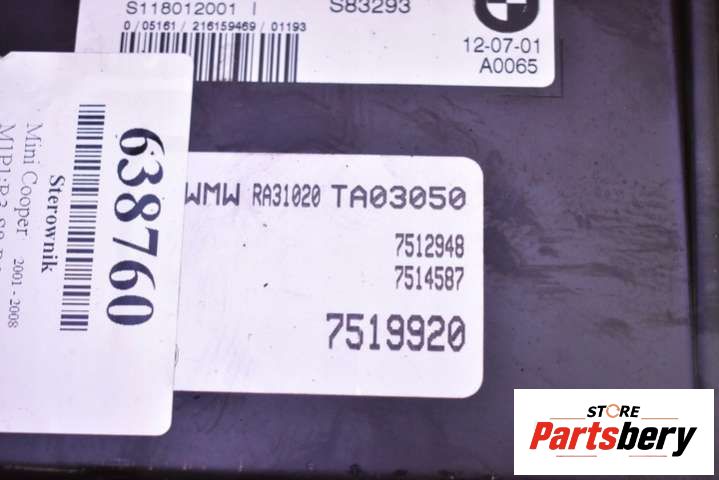 S118012001 I S83293
0 / 05161 / 216159469 / 01193
12-07-01
A0065
WMW RA31020 TA03050
7512948
7514587
7519920
638760
Sterownik
Mini Cooper 2001-2008
STORE
Partsbery